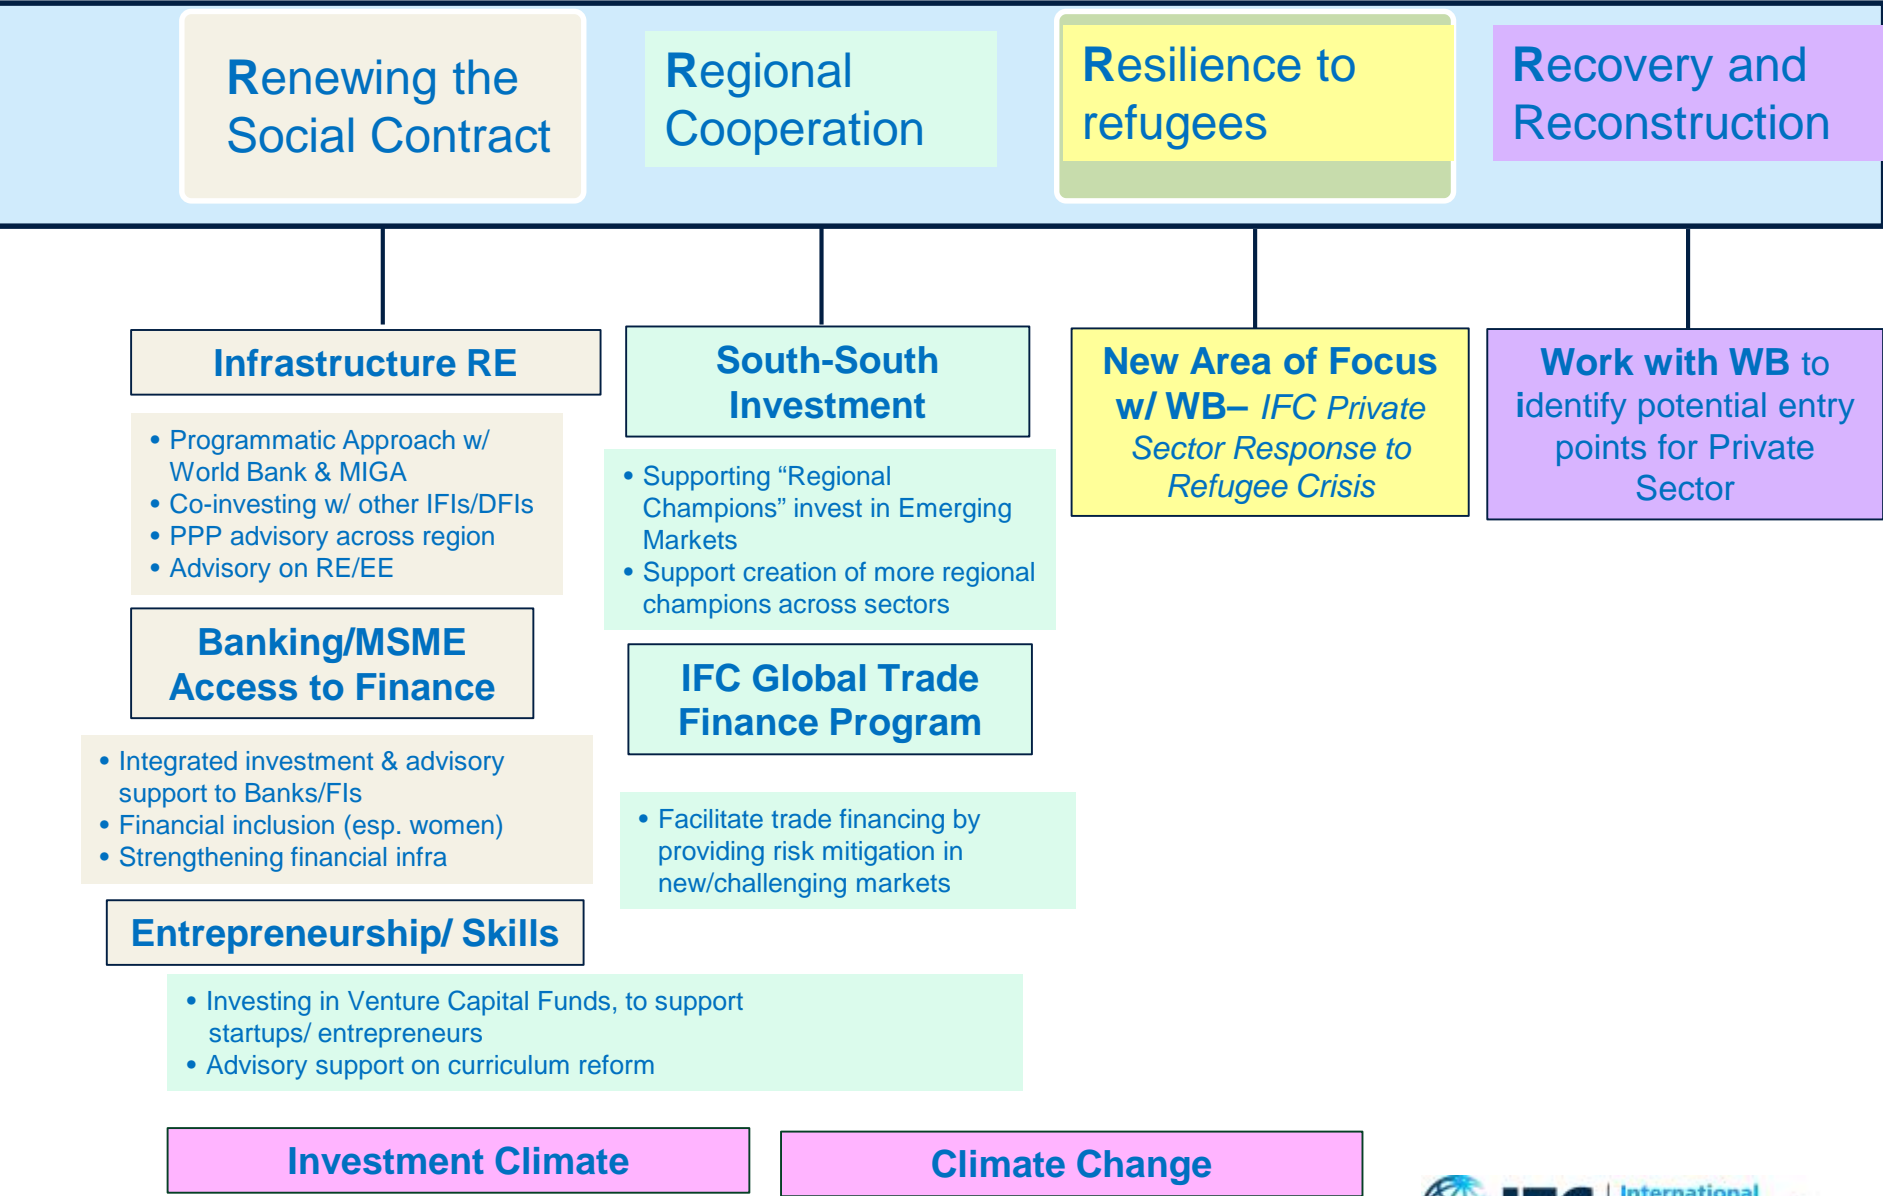 Renewing the
Social Contract
Regional
Cooperation
Resilience to
refugees
Recovery and
Reconstruction
Infrastructure RE
• Programmatic Approach w/
World Bank & MIGA
• Co-investing w/ other IFIs/DFIs
• PPP advisory across region
• Advisory on RE/EE
Banking/MSME
Access to Finance
• Integrated investment & advisory
support to Banks/FIs
• Financial inclusion (esp. women)
• Strengthening financial infra
Entrepreneurship/ Skills
• Investing in Venture Capital Funds, to support
startups/ entrepreneurs
• Advisory support on curriculum reform
South-South
Investment
• Supporting “Regional
Champions” invest in Emerging
Markets
• Support creation of more regional
champions across sectors
IFC Global Trade
Finance Program
• Facilitate trade financing by
providing risk mitigation in
new/challenging markets
New Area of Focus
w/ WB– IFC Private
Sector Response to
Refugee Crisis
Work with WB to
identify potential entry
points for Private
Sector
Investment Climate
Climate Change
IFC
International